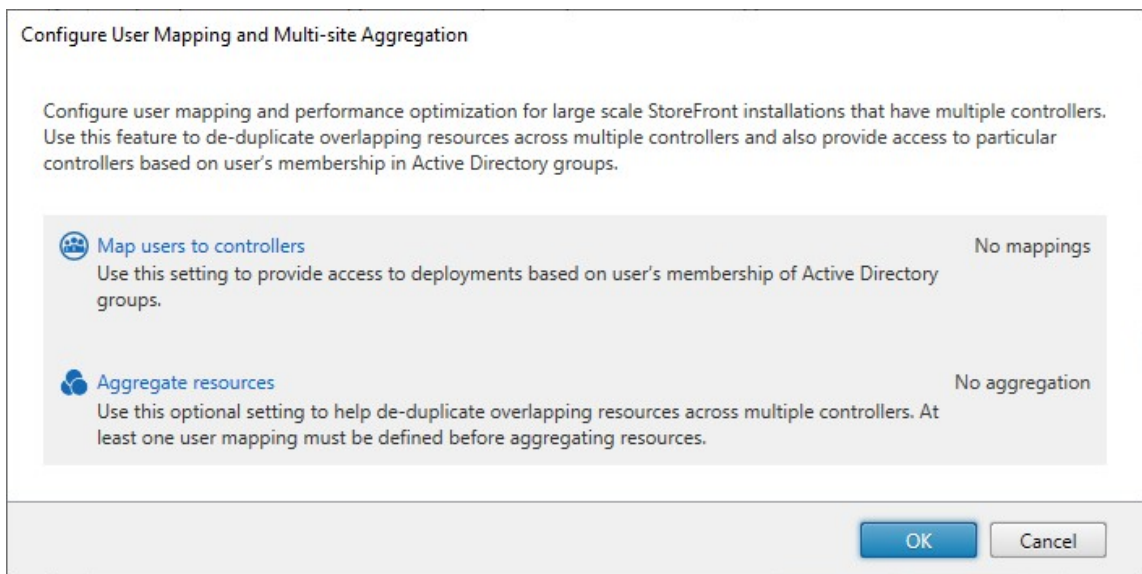 Configure User Mapping and Multi-site Aggregation
Configure user mapping and performance optimization for large scale StoreFront installations that have multiple controllers.
Use this feature to de-duplicate overlapping resources across multiple controllers and also provide access to particular
controllers based on user's membership in Active Directory groups.
Map users to controllers
No mappings
Use this setting to provide access to deployments based on user's membership of Active Directory
groups.
Aggregate resources
No aggregation
Use this optional setting to help de-duplicate overlapping resources across multiple controllers. At
least one user mapping must be defined before aggregating resources.
OK
Cancel